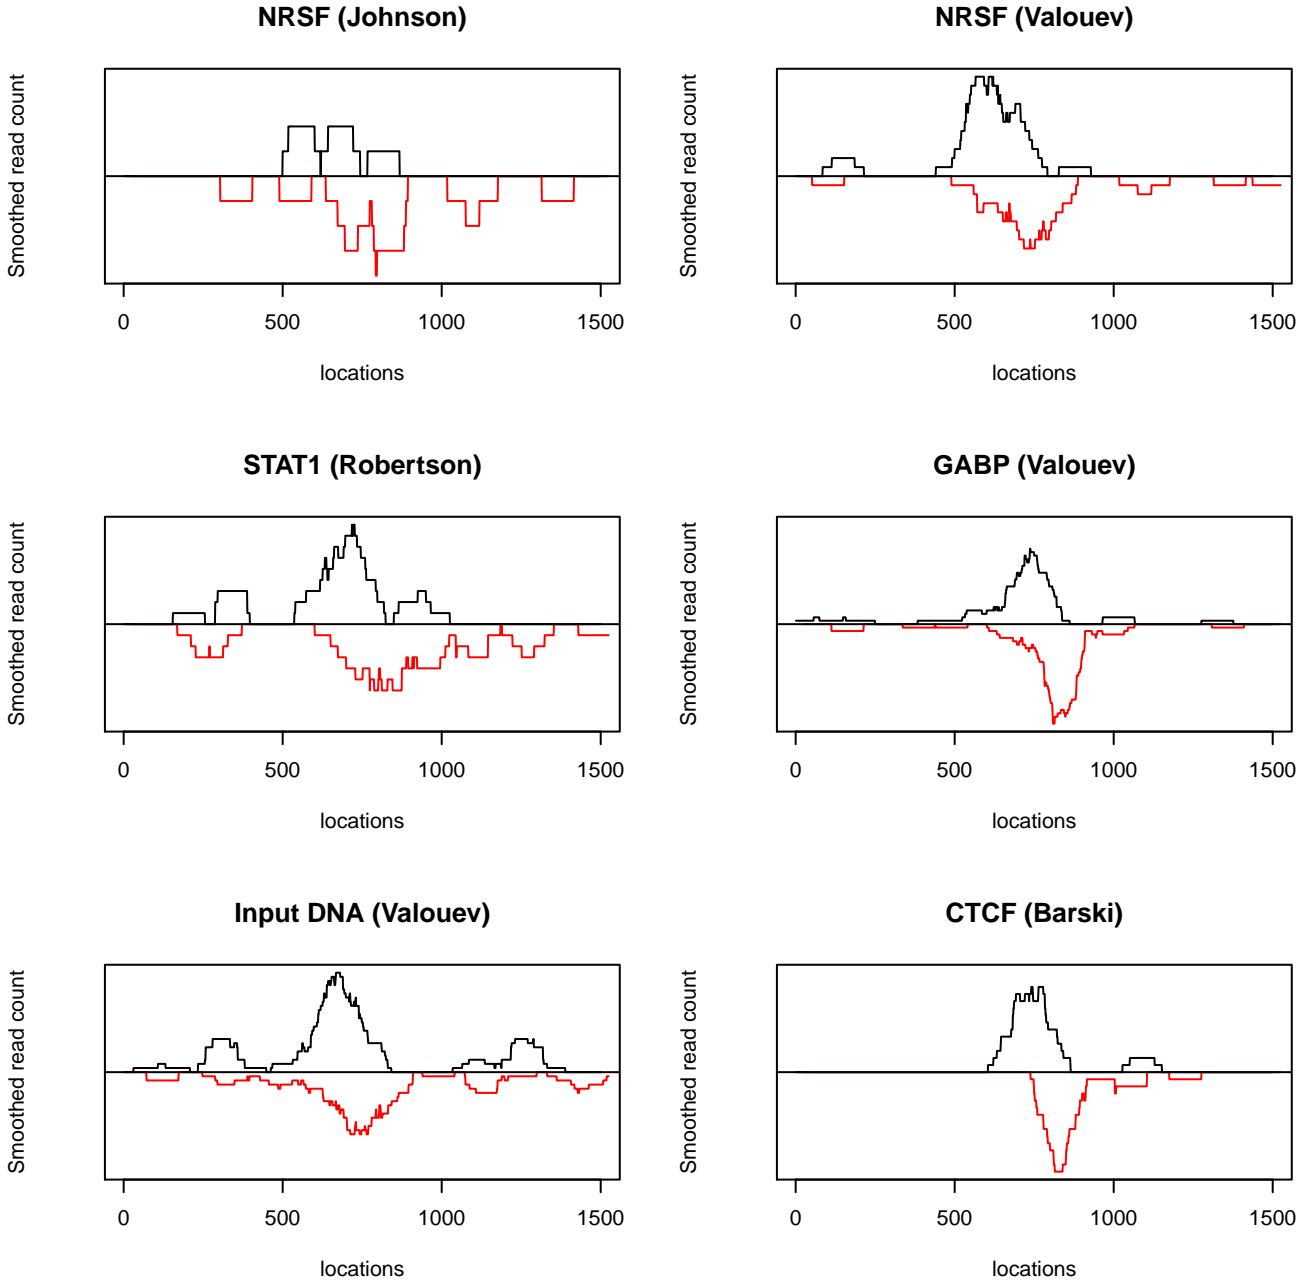 NRSF (Johnson)
Smoothed read count
0 500 1000 1500
locations
NRSF (Valouev)
Smoothed read count
0 500 1000 1500
locations
STAT1 (Robertson)
Smoothed read count
0 500 1000 1500
locations
GABP (Valouev)
Smoothed read count
0 500 1000 1500
locations
Input DNA (Valouev)
Smoothed read count
0 500 1000 1500
locations
CTCF (Barski)
Smoothed read count
0 500 1000 1500
locations